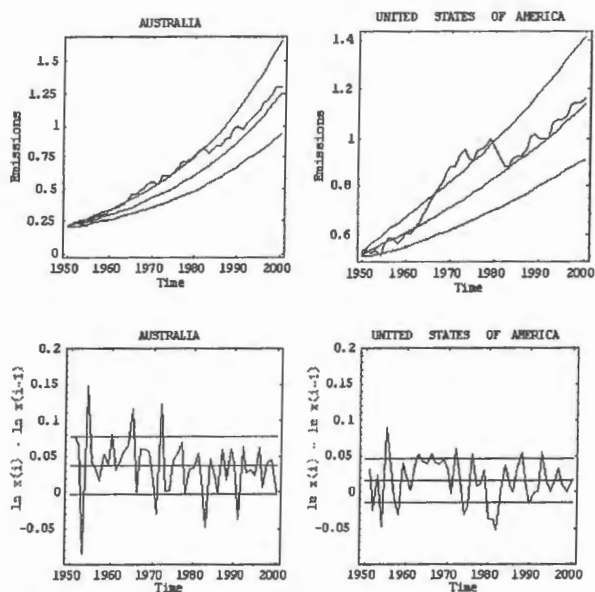 AUSTRALIA
1.5
1.25
1
0.75
0.5
0.25
0
Emissions
1950 1960 1970 1980 1990 2000
Time
UNITED STATES OF AMERICA
1.4
1.2
1
0.8
0.6
Emissions
1950 1960 1970 1980 1990 2000
Time
AUSTRALIA
0.2
0.15
0.1
0.05
0
-0.05
ln x(i) - ln x(i-1)
1950 1960 1970 1980 1990 2000
Time
UNITED STATES OF AMERICA
0.2
0.15
0.1
0.05
0
-0.05
ln x(i) - ln x(i-1)
1950 1960 1970 1980 1990 2000
Time